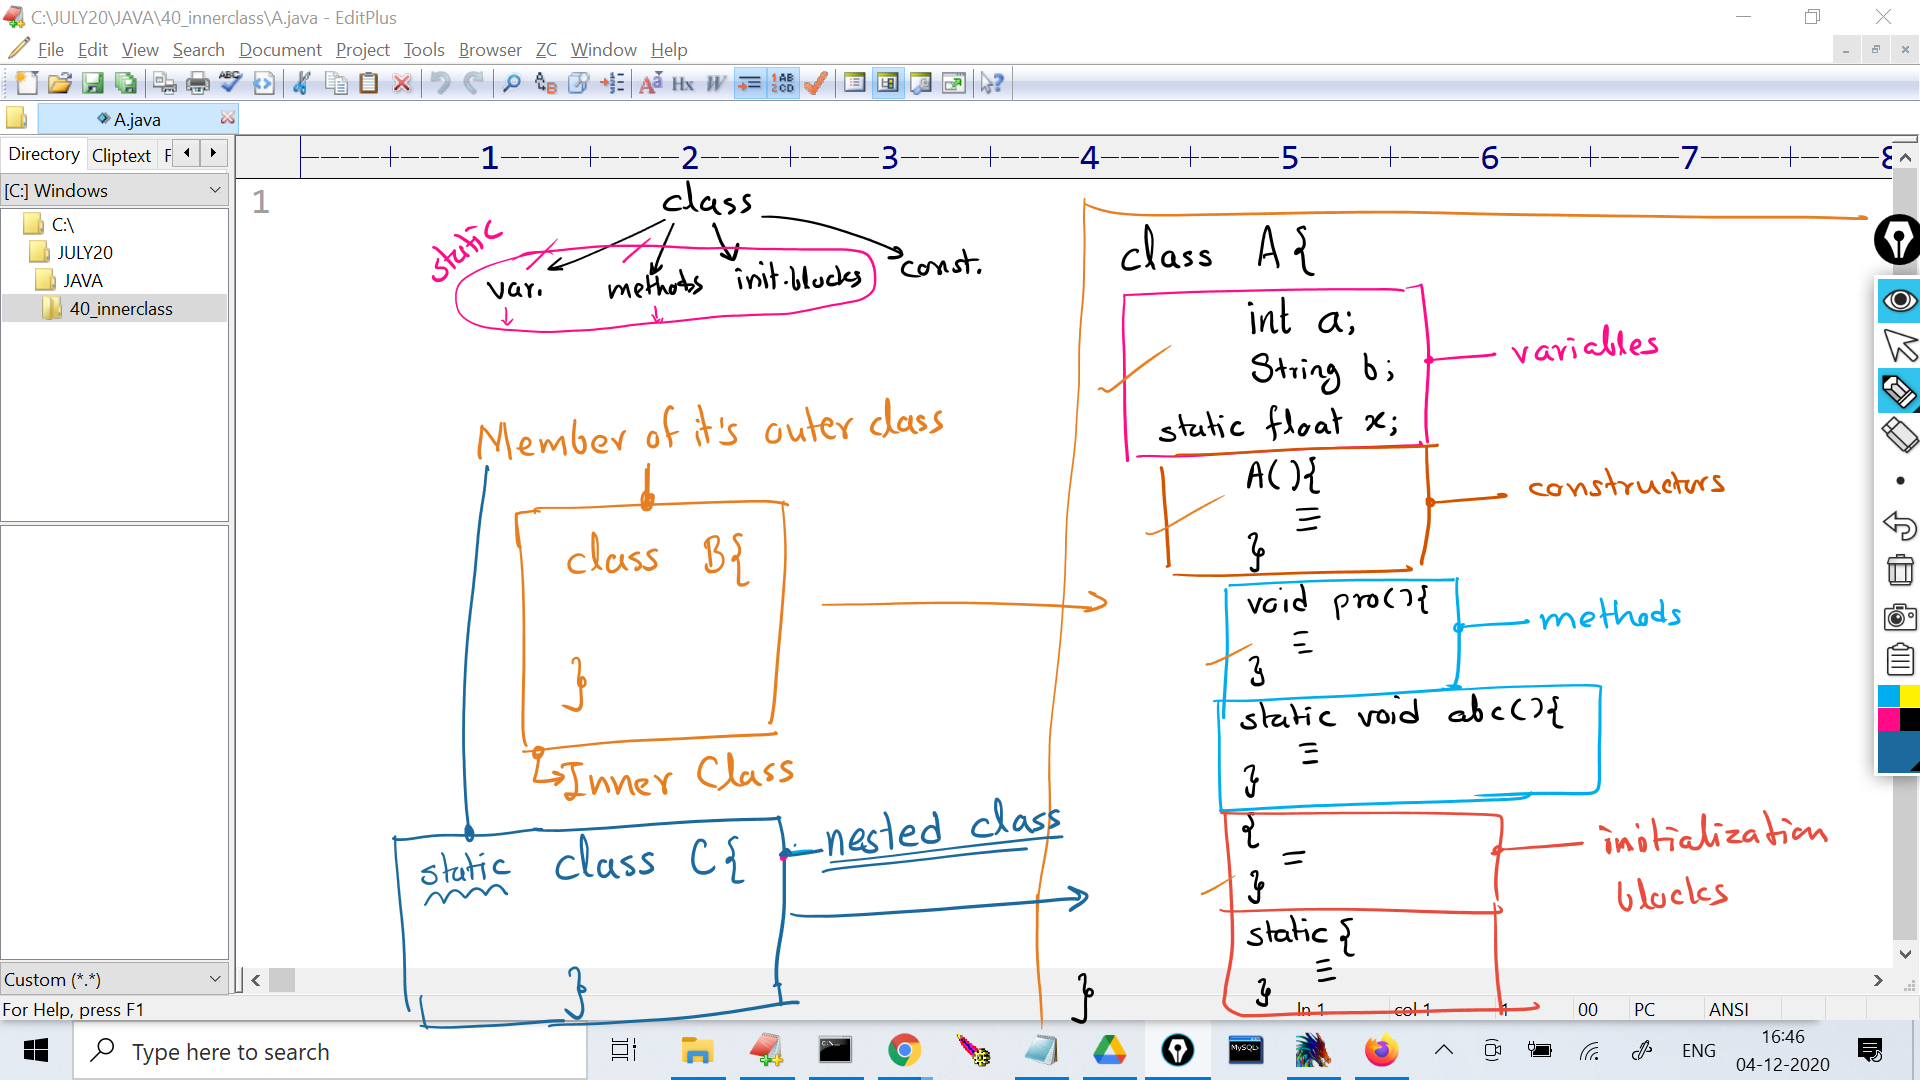 C:\JULY20\JAVA\40_innerclass\A.java - EditPlus
File Edit View Search Document Project Tools Browser ZC Window Help
A.java
Directory Cliptext F
[C:] Windows
C:\
JULY20
JAVA
40_innerclass
1 2 3 4 5 6 7 8
1
class
static
var. methods init.blocks const.
Member of it's outer class
class B{
}
Inner Class
static class C{
nested class
}
class A{
int a;
String b;
static float x;
variables
A(){
}
constructors
void pro(){
}
methods
static void abc(){
}
{
}
initialization
blocks
static {
}
}
Custom (*.*)
For Help, press F1
ln 1 col 1 1 00 PC ANSI
Type here to search
MySQL
ENG
16:46
04-12-2020